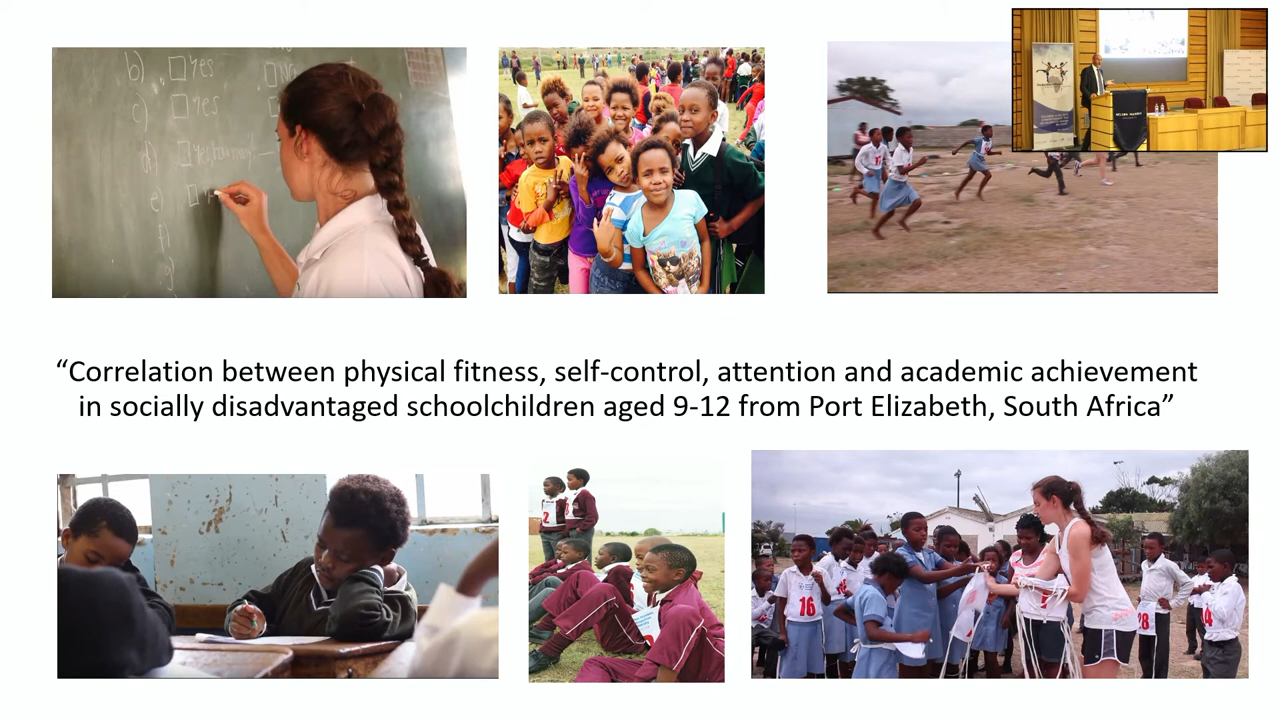 b) Yes
c) Yes
d)
e)
f)
g)
“Correlation between physical fitness, self-control, attention and academic achievement
in socially disadvantaged schoolchildren aged 9-12 from Port Elizabeth, South Africa”
2
16
28